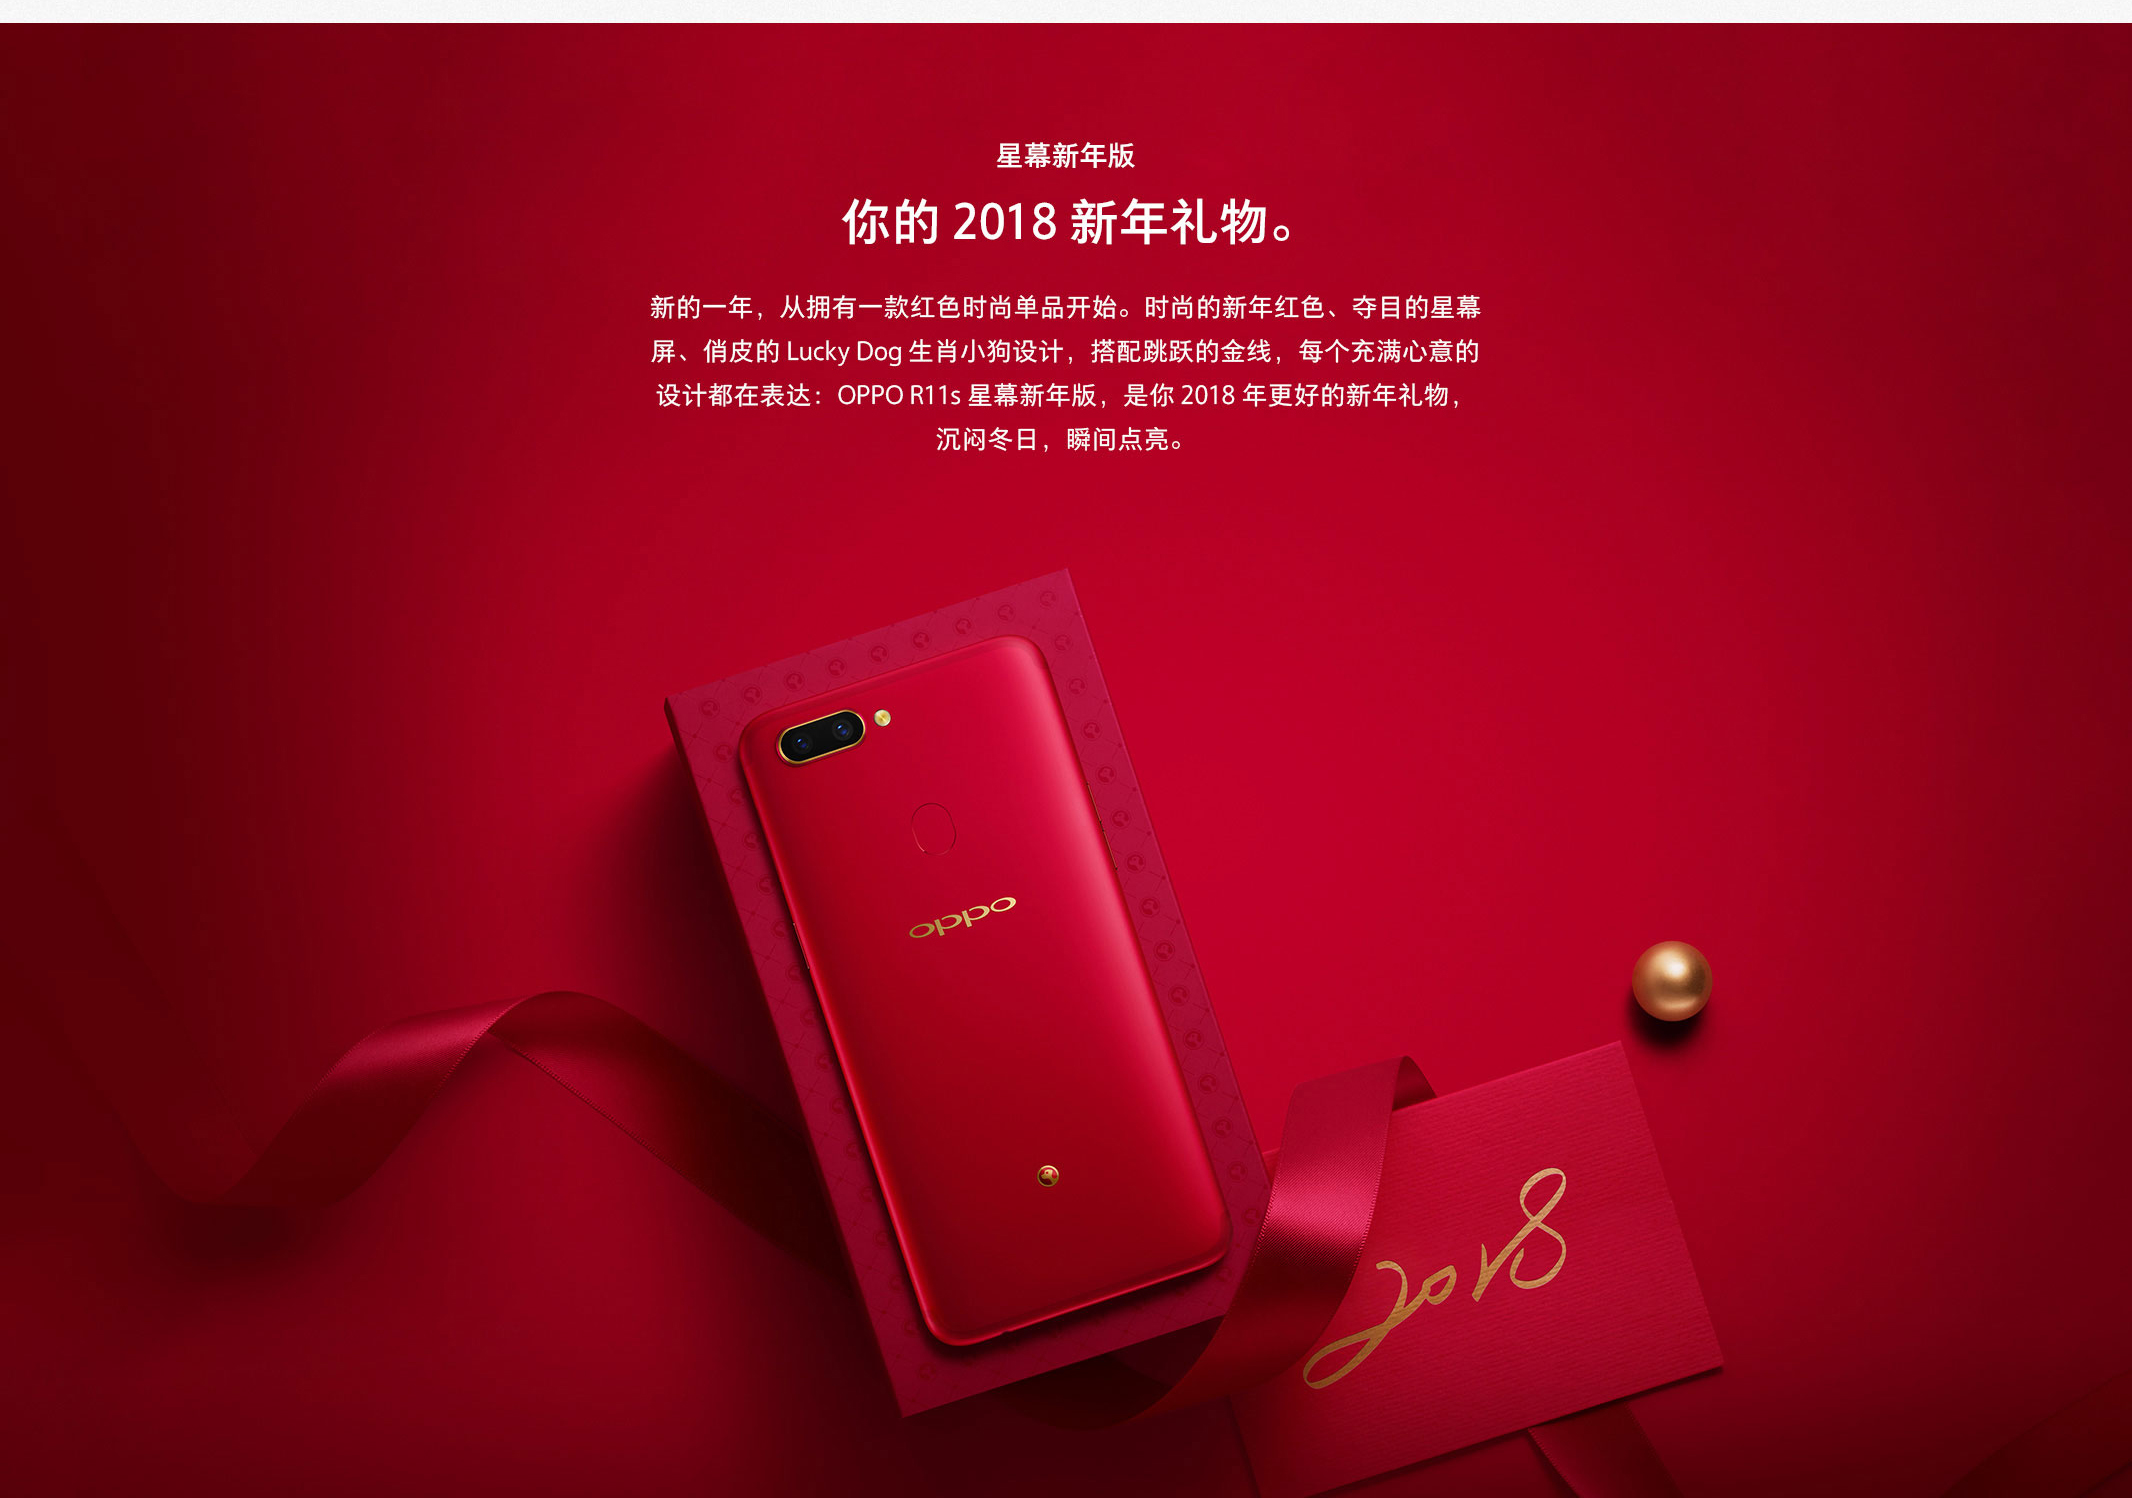 星幕新年版
你的 2018 新年礼物。
新的一年，从拥有一款红色时尚单品开始。时尚的新年红色、夺目的星幕
屏、俏皮的 Lucky Dog 生肖小狗设计，搭配跳跃的金线，每个充满心意的
设计都在表达：OPPO R11s 星幕新年版，是你 2018 年更好的新年礼物，
沉闷冬日，瞬间点亮。
oppo
2018